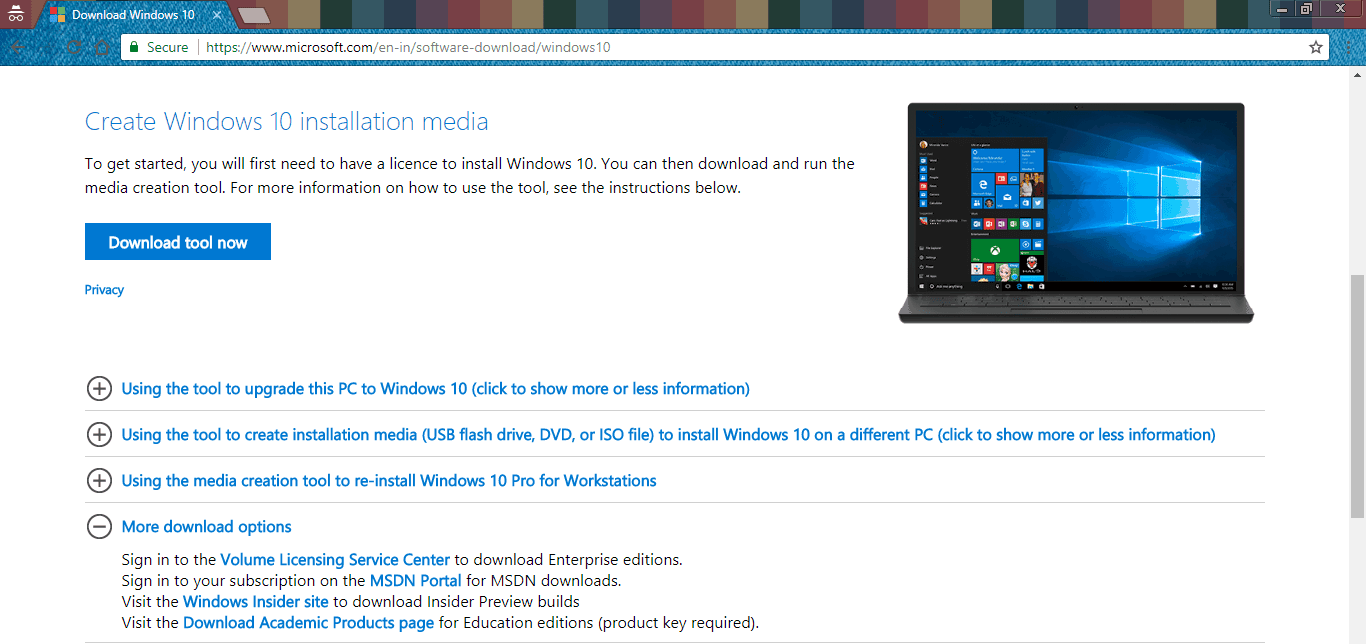 Download Windows 10
Secure https://www.microsoft.com/en-in/software-download/windows10
Create Windows 10 installation media
To get started, you will first need to have a licence to install Windows 10. You can then download and run the
media creation tool. For more information on how to use the tool, see the instructions below.
Download tool now
Privacy
Using the tool to upgrade this PC to Windows 10 (click to show more or less information)
Using the tool to create installation media (USB flash drive, DVD, or ISO file) to install Windows 10 on a different PC (click to show more or less information)
Using the media creation tool to re-install Windows 10 Pro for Workstations
More download options
Sign in to the Volume Licensing Service Center to download Enterprise editions.
Sign in to your subscription on the MSDN Portal for MSDN downloads.
Visit the Windows Insider site to download Insider Preview builds
Visit the Download Academic Products page for Education editions (product key required).